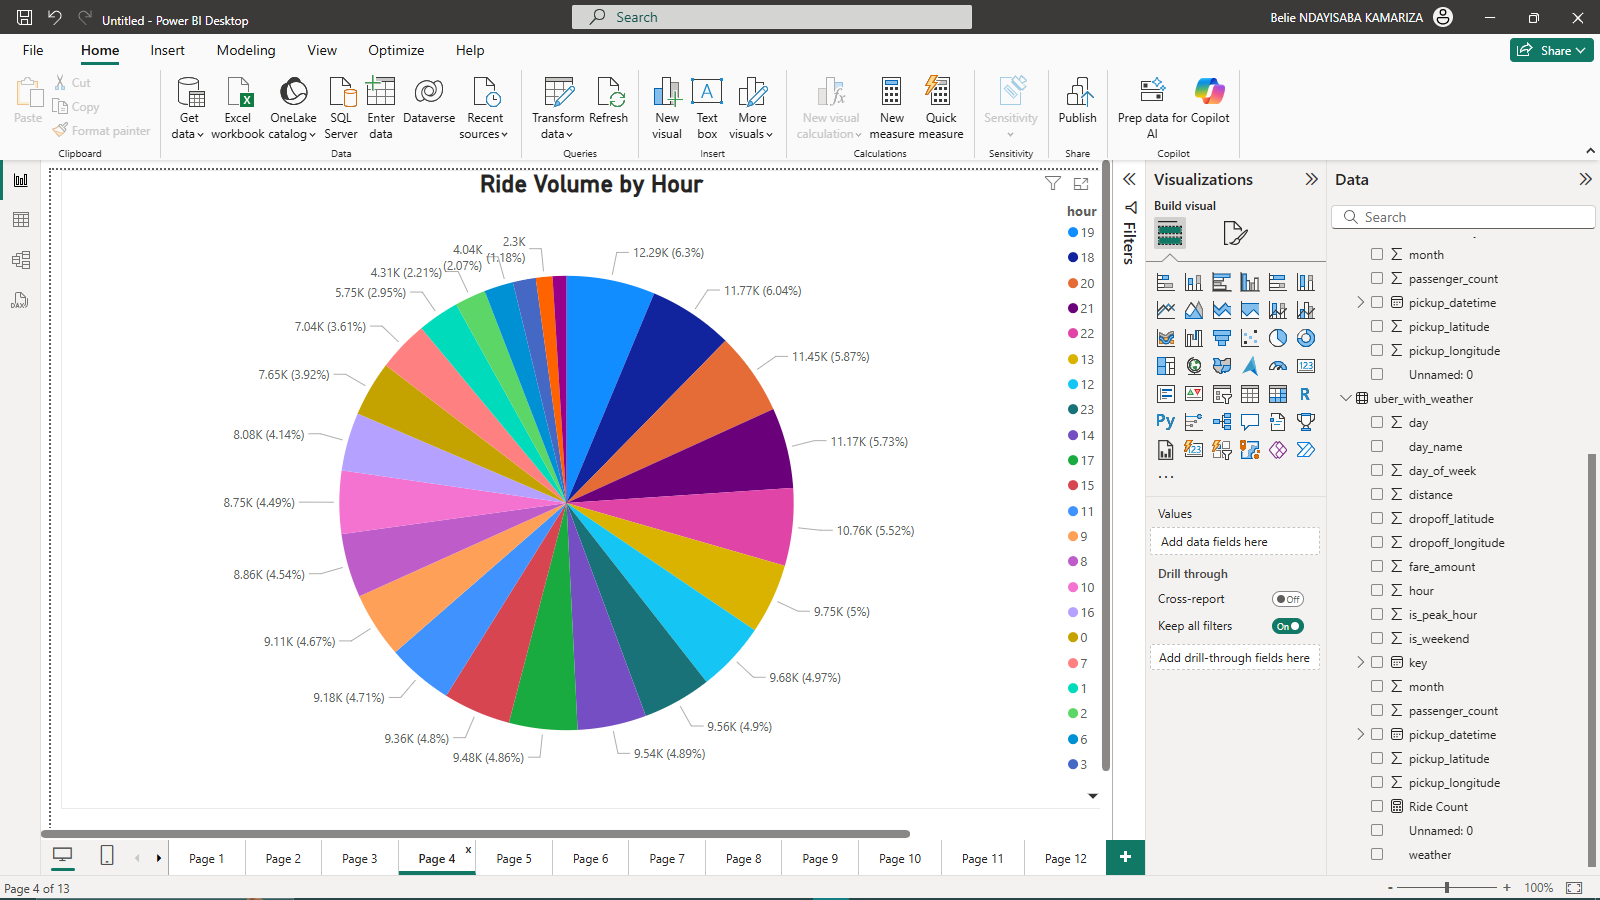 Untitled - Power BI Desktop
Search
Belie NDAYISABA KAMARIZA
File
Home
Insert
Modeling
View
Optimize
Help
Share
Paste
Cut
Copy
Format painter
Clipboard
Get
data
Excel
workbook
OneLake
catalog
SQL
Server
Enter
data
Dataverse
Recent
sources
Data
Transform
data
Refresh
Queries
New
visual
Text
box
More
visuals
Insert
New visual
calculation
New
measure
Quick
measure
Calculations
Sensitivity
Sensitivity
Publish
Share
Prep data for
AI
Copilot
Copilot
Ride Volume by Hour
12.29K (6.3%)
11.77K (6.04%)
11.45K (5.87%)
11.17K (5.73%)
10.76K (5.52%)
9.75K (5%)
9.68K (4.97%)
9.56K (4.9%)
9.54K (4.89%)
9.48K (4.86%)
9.36K (4.8%)
9.18K (4.71%)
9.11K (4.67%)
8.86K (4.54%)
8.75K (4.49%)
8.08K (4.14%)
7.65K (3.92%)
7.04K (3.61%)
5.75K (2.95%)
4.31K (2.21%)
4.04K
(2.07%)
2.3K
(1.18%)
hour
19
18
20
21
22
13
12
23
14
17
15
11
9
8
10
16
0
7
1
2
6
3
Filters
Visualizations
Build visual
123
R
Py
123
Values
Add data fields here
Drill through
Cross-report
Off
Keep all filters
On
Add drill-through fields here
Data
Search
month
passenger_count
pickup_datetime
pickup_latitude
pickup_longitude
Unnamed: 0
uber_with_weather
day
day_name
day_of_week
distance
dropoff_latitude
dropoff_longitude
fare_amount
hour
is_peak_hour
is_weekend
key
month
passenger_count
pickup_datetime
pickup_latitude
pickup_longitude
Ride Count
Unnamed: 0
weather
Page 1
Page 2
Page 3
Page 4
x
Page 5
Page 6
Page 7
Page 8
Page 9
Page 10
Page 11
Page 12
+
Page 4 of 13
- + 100%